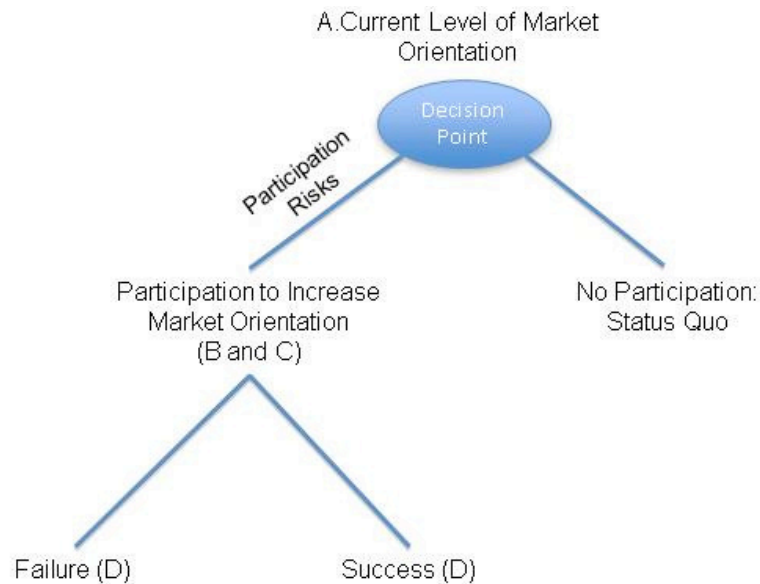 A.Current Level of Market
Orientation
Decision
Point
Participation
Risks
Participation to Increase
Market Orientation
(B and C)
No Participation:
Status Quo
Failure (D)
Success (D)